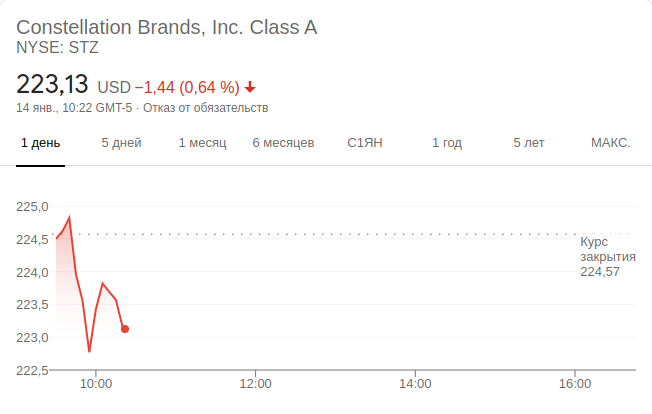 Constellation Brands, Inc. Class A
NYSE: STZ
223,13 USD −1,44 (0,64 %)
14 янв., 10:22 GMT-5 · Отказ от обязательств
1 день 5 дней 1 месяц 6 месяцев С1ЯН 1 год 5 лет МАКС.
225,0
224,5
Курс
закрытия
224,57
224,0
223,5
223,0
222,5
10:00 12:00 14:00 16:00